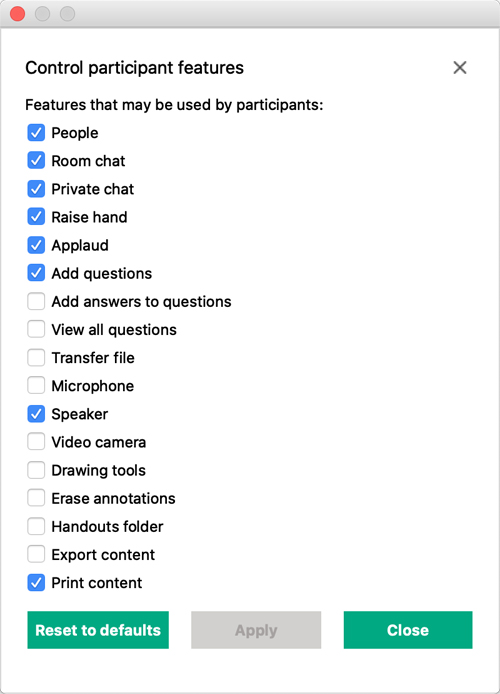 Control participant features
Features that may be used by participants:
People
Room chat
Private chat
Raise hand
Applaud
Add questions
Add answers to questions
View all questions
Transfer file
Microphone
Speaker
Video camera
Drawing tools
Erase annotations
Handouts folder
Export content
Print content
Reset to defaults Apply Close